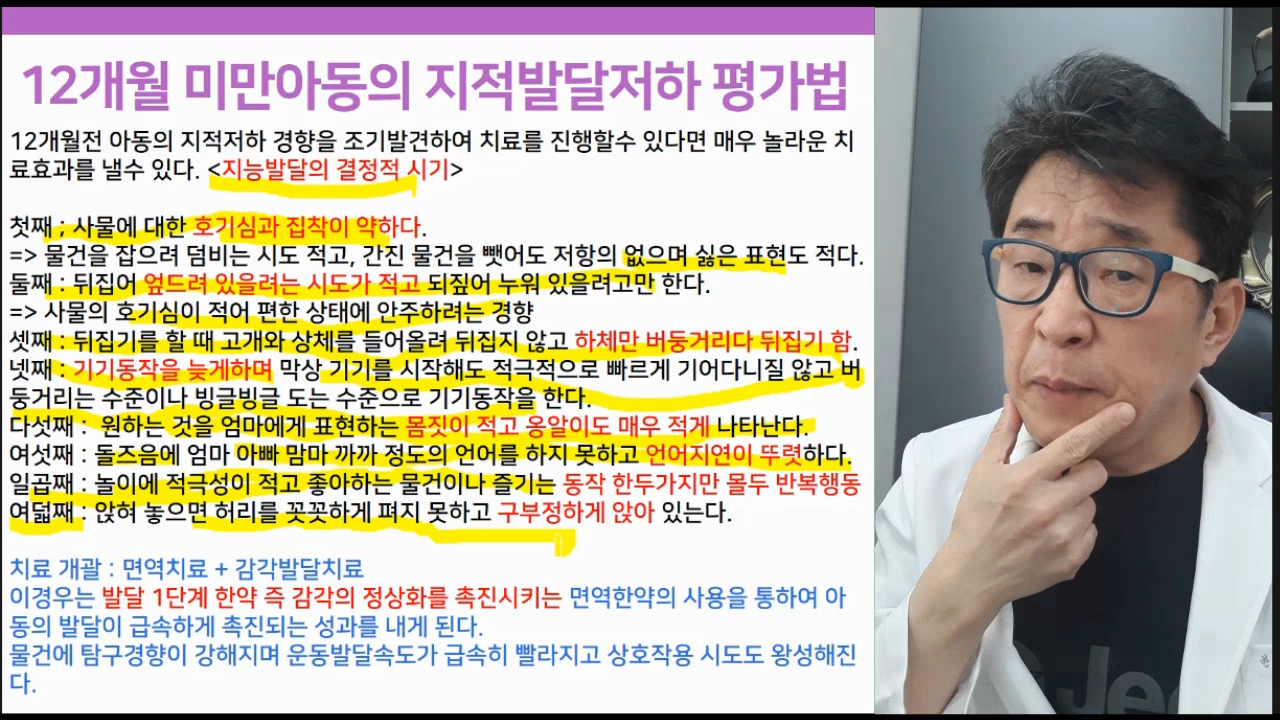 12개월 미만아동의 지적발달저하 평가법
12개월전 아동의 지적저하 경향을 조기발견하여 치료를 진행할수 있다면 매우 놀라운 치
료효과를 낼수 있다. <지능발달의 결정적 시기>
첫째 ; 사물에 대한 호기심과 집착이 약하다.
=> 물건을 잡으려 덤비는 시도 적고, 간진 물건을 뺏어도 저항의 없으며 싫은 표현도 적다.
둘째 : 뒤집어 엎드려 있을려는 시도가 적고 되짚어 누워 있을려고만 한다.
=> 사물의 호기심이 적어 편한 상태에 안주하려는 경향
셋째 : 뒤집기를 할 때 고개와 상체를 들어올려 뒤집지 않고 하체만 버둥거리다 뒤집기 함.
넷째 : 기기동작을 늦게하며 막상 기기를 시작해도 적극적으로 빠르게 기어다니질 않고 버
둥거리는 수준이나 빙글빙글 도는 수준으로 기기동작을 한다.
다섯째 : 원하는 것을 엄마에게 표현하는 몸짓이 적고 옹알이도 매우 적게 나타난다.
여섯째 : 돌즈음에 엄마 아빠 맘마 까까 정도의 언어를 하지 못하고 언어지연이 뚜렷하다.
일곱째 : 놀이에 적극성이 적고 좋아하는 물건이나 즐기는 동작 한두가지만 몰두 반복행동
여덟째 : 앉혀 놓으면 허리를 꼿꼿하게 펴지 못하고 구부정하게 앉아 있는다.
치료 개괄 : 면역치료 + 감각발달치료
이경우는 발달 1단계 한약 즉 감각의 정상화를 촉진시키는 면역한약의 사용을 통하여 아
동의 발달이 급속하게 촉진되는 성과를 내게 된다.
물건에 탐구경향이 강해지며 운동발달속도가 급속히 빨라지고 상호작용 시도도 왕성해진
다.